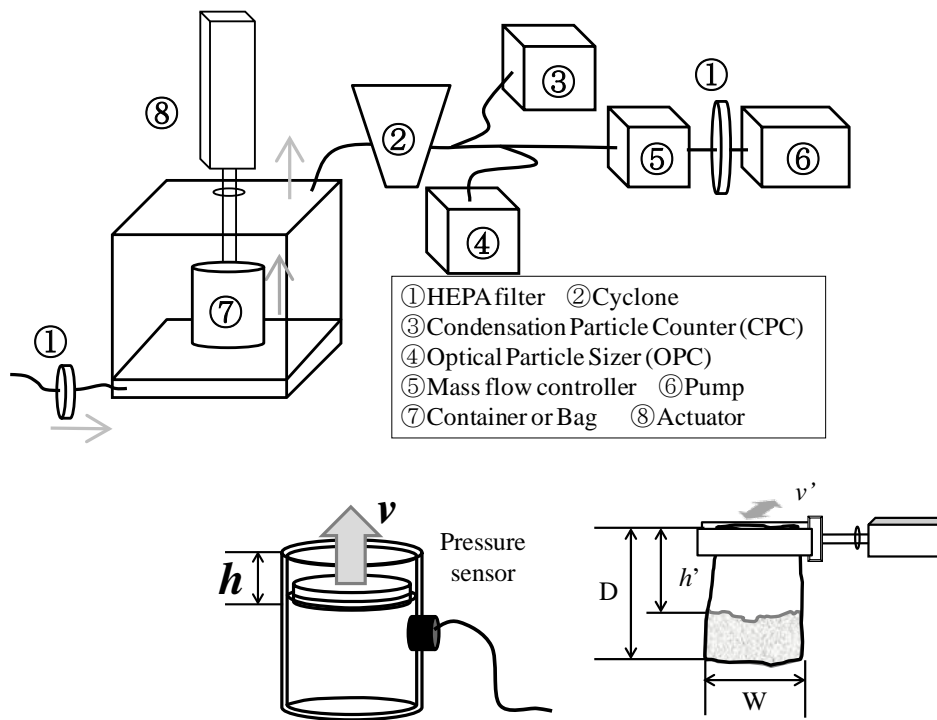 ⑧
③
①
②
⑤
⑥
④
⑦
①
①HEPA filter ②Cyclone
③Condensation Particle Counter (CPC)
④Optical Particle Sizer (OPC)
⑤Mass flow controller ⑥Pump
⑦Container or Bag ⑧Actuator
v
h
Pressure
sensor
v'
h'
D
W